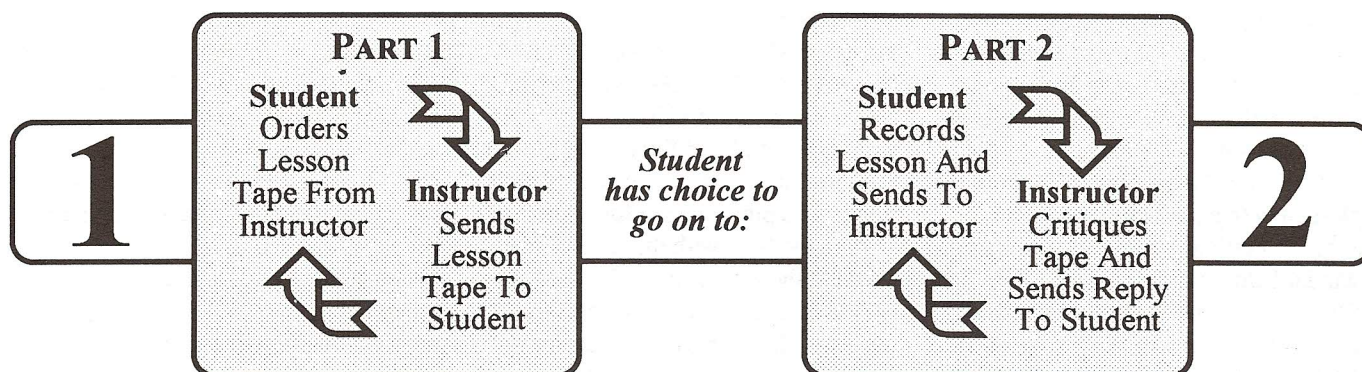 1
PART 1
Student
Orders
Lesson
Tape From
Instructor
Instructor
Sends
Lesson
Tape To
Student
Student
has choice to
go on to:
PART 2
Student
Records
Lesson And
Sends To
Instructor
Instructor
Critiques
Tape And
Sends Reply
To Student
2